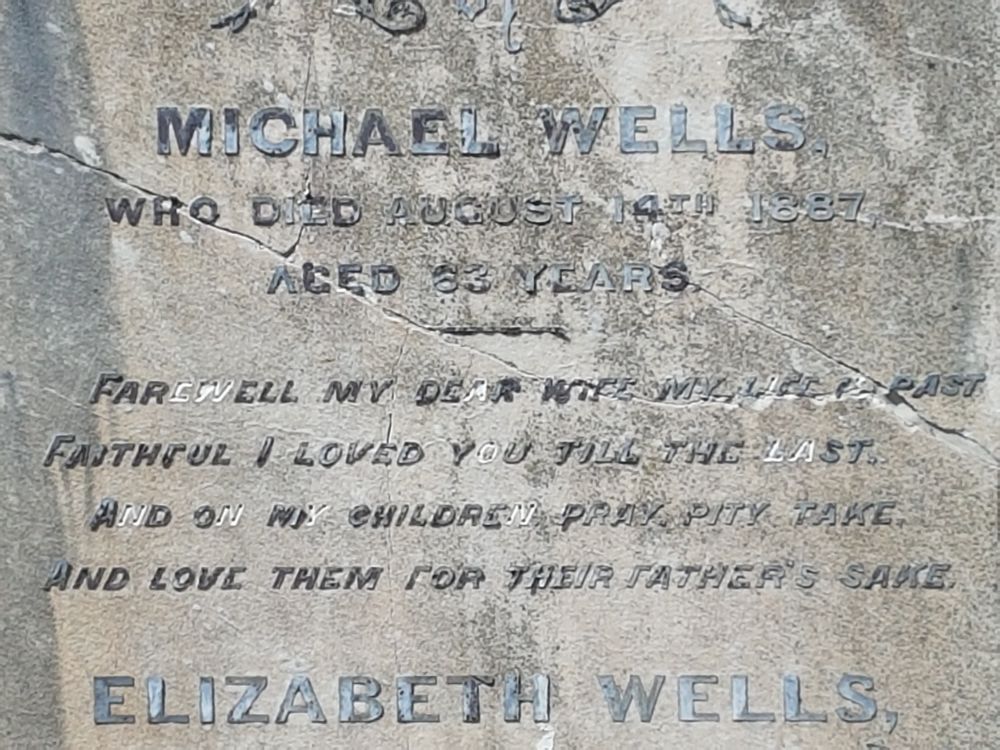 MICHAEL WELLS,
WHO DIED AUGUST 14TH 1887,
AGED 63 YEARS.
FAREWELL MY DEAR WIFE MY LIFE IS PAST
FAITHFUL I LOVED YOU TILL THE LAST.
AND ON MY CHILDREN PRAY, PITY TAKE.
AND LOVE THEM FOR THEIR FATHER'S SAKE.
ELIZABETH WELLS,